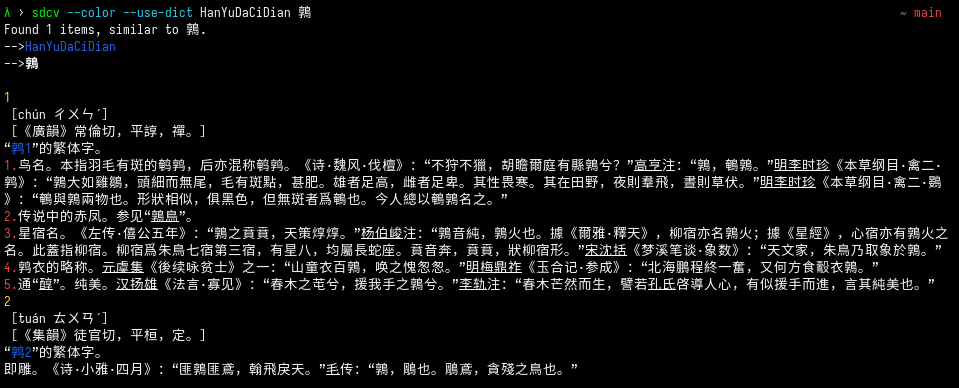 λ › sdcv --color --use-dict HanYuDaCiDian 鶉 ~ main
Found 1 items, similar to 鶉.
-->HanYuDaCiDian
-->鶉
1
[chún ㄔㄨㄣˊ]
[《廣韻》常倫切，平諄，禪。]
“鹑1”的繁体字。
1.鸟名。本指羽毛有斑的鹌鹑，后亦混称鹌鹑。《诗·魏风·伐檀》：“不狩不獵，胡瞻爾庭有縣鶉兮？”高亨注：“鶉，鵪鶉。”明李时珍《本草纲目·禽二·
鹑》：“鶉大如雞鶵，頭細而無尾，毛有斑點，甚肥。雄者足高，雌者足卑。其性畏寒。其在田野，夜則羣飛，晝則草伏。”明李时珍《本草纲目·禽二·鷃
》：“鷃與鶉兩物也。形狀相似，俱黑色，但無斑者爲鷃也。今人總以鵪鶉名之。”
2.传说中的赤凤。参见“鶉鳥”。
3.星宿名。《左传·僖公五年》：“鶉之賁賁，天策焞焞。”杨伯峻注：“鶉音純，鶉火也。據《爾雅·釋天》，柳宿亦名鶉火；據《星經》，心宿亦有鶉火之
名。此蓋指柳宿。柳宿爲朱鳥七宿第三宿，有星八，均屬長蛇座。賁音奔，賁賁，狀柳宿形。”宋沈括《梦溪笔谈·象数》：“天文家，朱鳥乃取象於鶉。”
4.鹑衣的略称。元虞集《後续咏贫士》之一：“山童衣百鶉，唤之愧怱怱。”明梅鼎祚《玉合记·参成》：“北海鹏程終一奮，又何方食鷇衣鶉。”
5.通“醇”。纯美。汉扬雄《法言·寡见》：“春木之芚兮，援我手之鶉兮。”李轨注：“春木芒然而生，譬若孔氏啓導人心，有似援手而進，言其純美也。”
2
[tuán ㄊㄨㄢˊ]
[《集韻》徒官切，平桓，定。]
“鹑2”的繁体字。
即雕。《诗·小雅·四月》：“匪鶉匪鳶，翰飛戾天。”毛传：“鶉，鵰也。鵰鳶，貪殘之鳥也。”